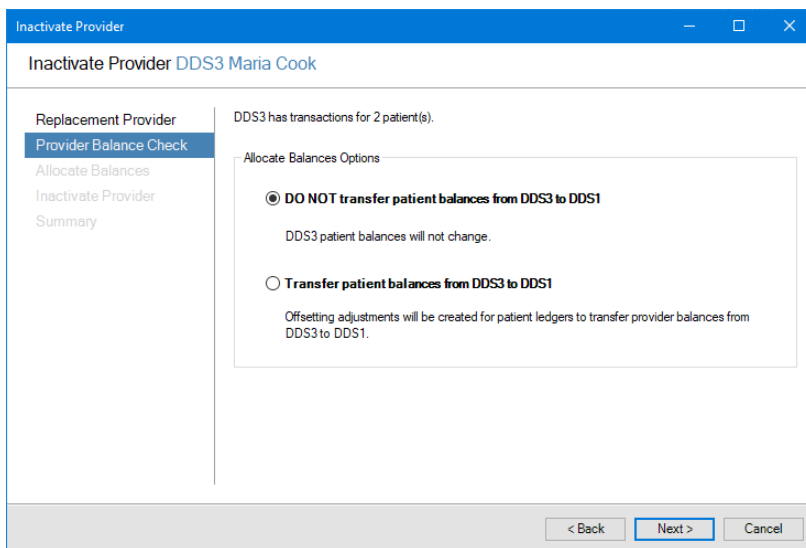 Inactivate Provider
Inactivate Provider DDS3 Maria Cook
Replacement Provider
Provider Balance Check
Allocate Balances
Inactivate Provider
Summary
DDS3 has transactions for 2 patient(s).
Allocate Balances Options
DO NOT transfer patient balances from DDS3 to DDS1
DDS3 patient balances will not change.
Transfer patient balances from DDS3 to DDS1
Offsetting adjustments will be created for patient ledgers to transfer provider balances from
DDS3 to DDS1.
< Back
Next >
Cancel